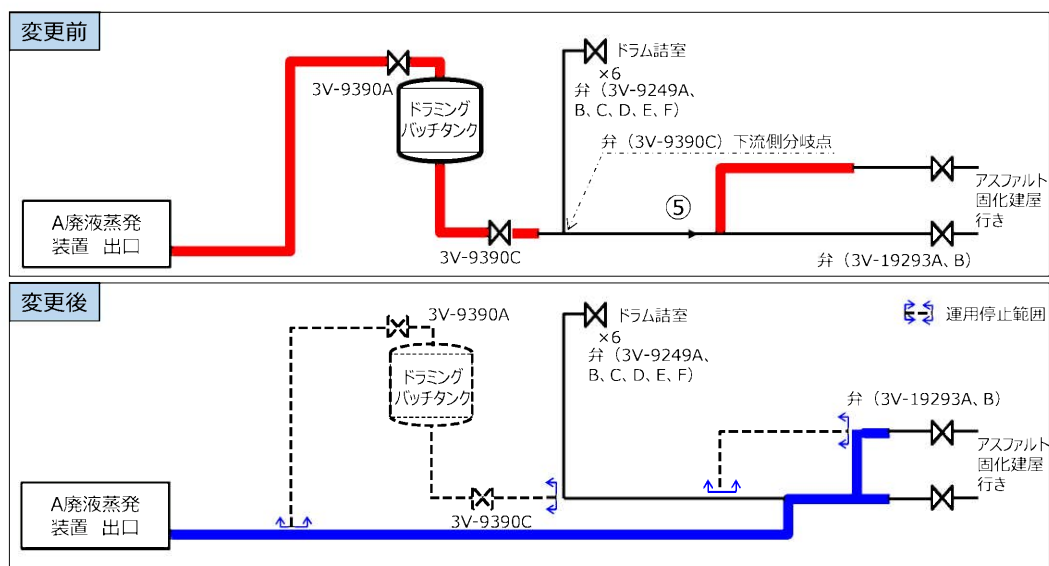 変更前
3V-9390A
ドラミング
バッチタンク
ドラム詰室
×6
弁（3V-9249A、
B、C、D、E、F）
弁（3V-9390C）下流側分岐点
A廃液蒸発
装置 出口
3V-9390C
⑤
アスファルト
固化建屋
行き
弁（3V-19293A、B）
変更後
3V-9390A
ドラミング
バッチタンク
ドラム詰室
×6
弁（3V-9249A、
B、C、D、E、F）
運用停止範囲
弁（3V-19293A、B）
アスファルト
固化建屋
行き
A廃液蒸発
装置 出口
3V-9390C